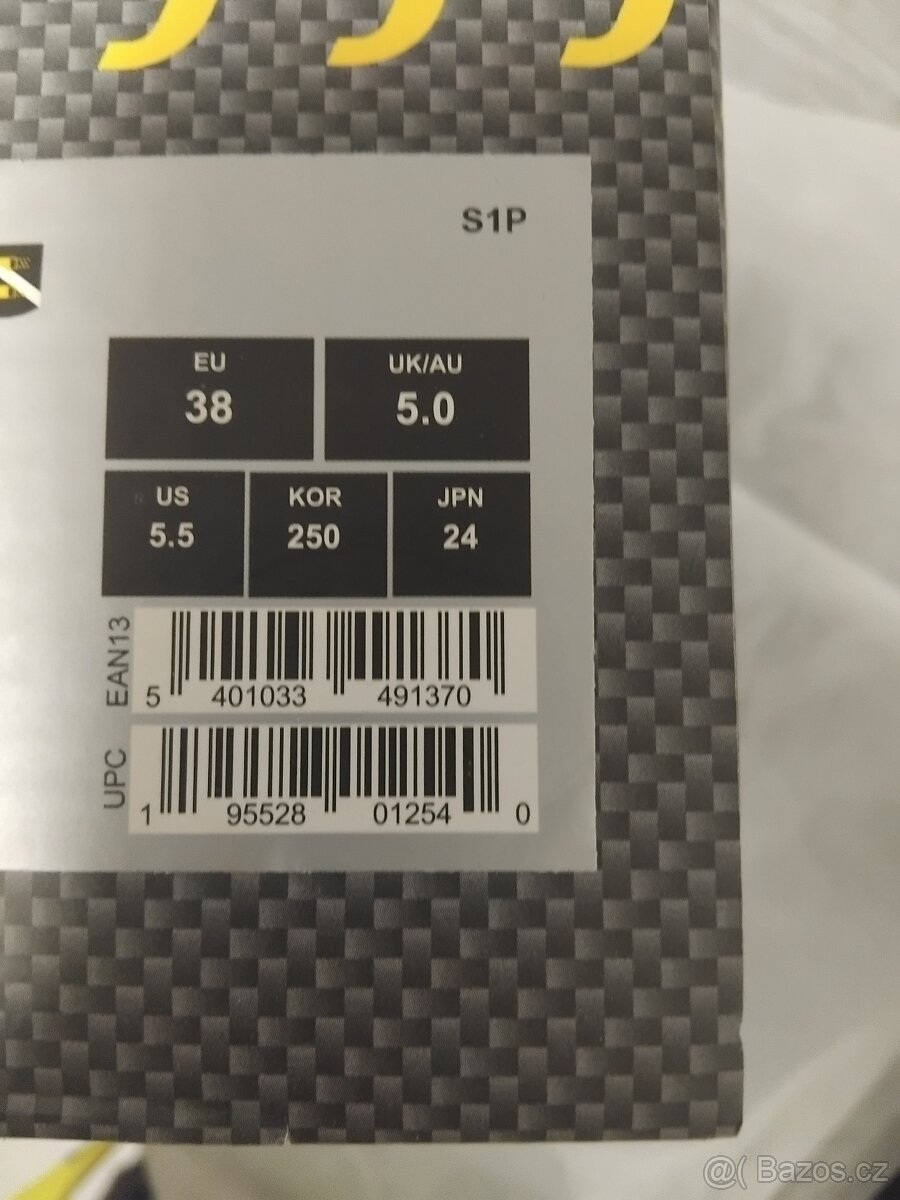 S1P
EU
38
UK/AU
5.0
US
5.5
KOR
250
JPN
24
EAN13
5 401033 491370
UPC
1 95528 01254 0
@( Bazos.cz